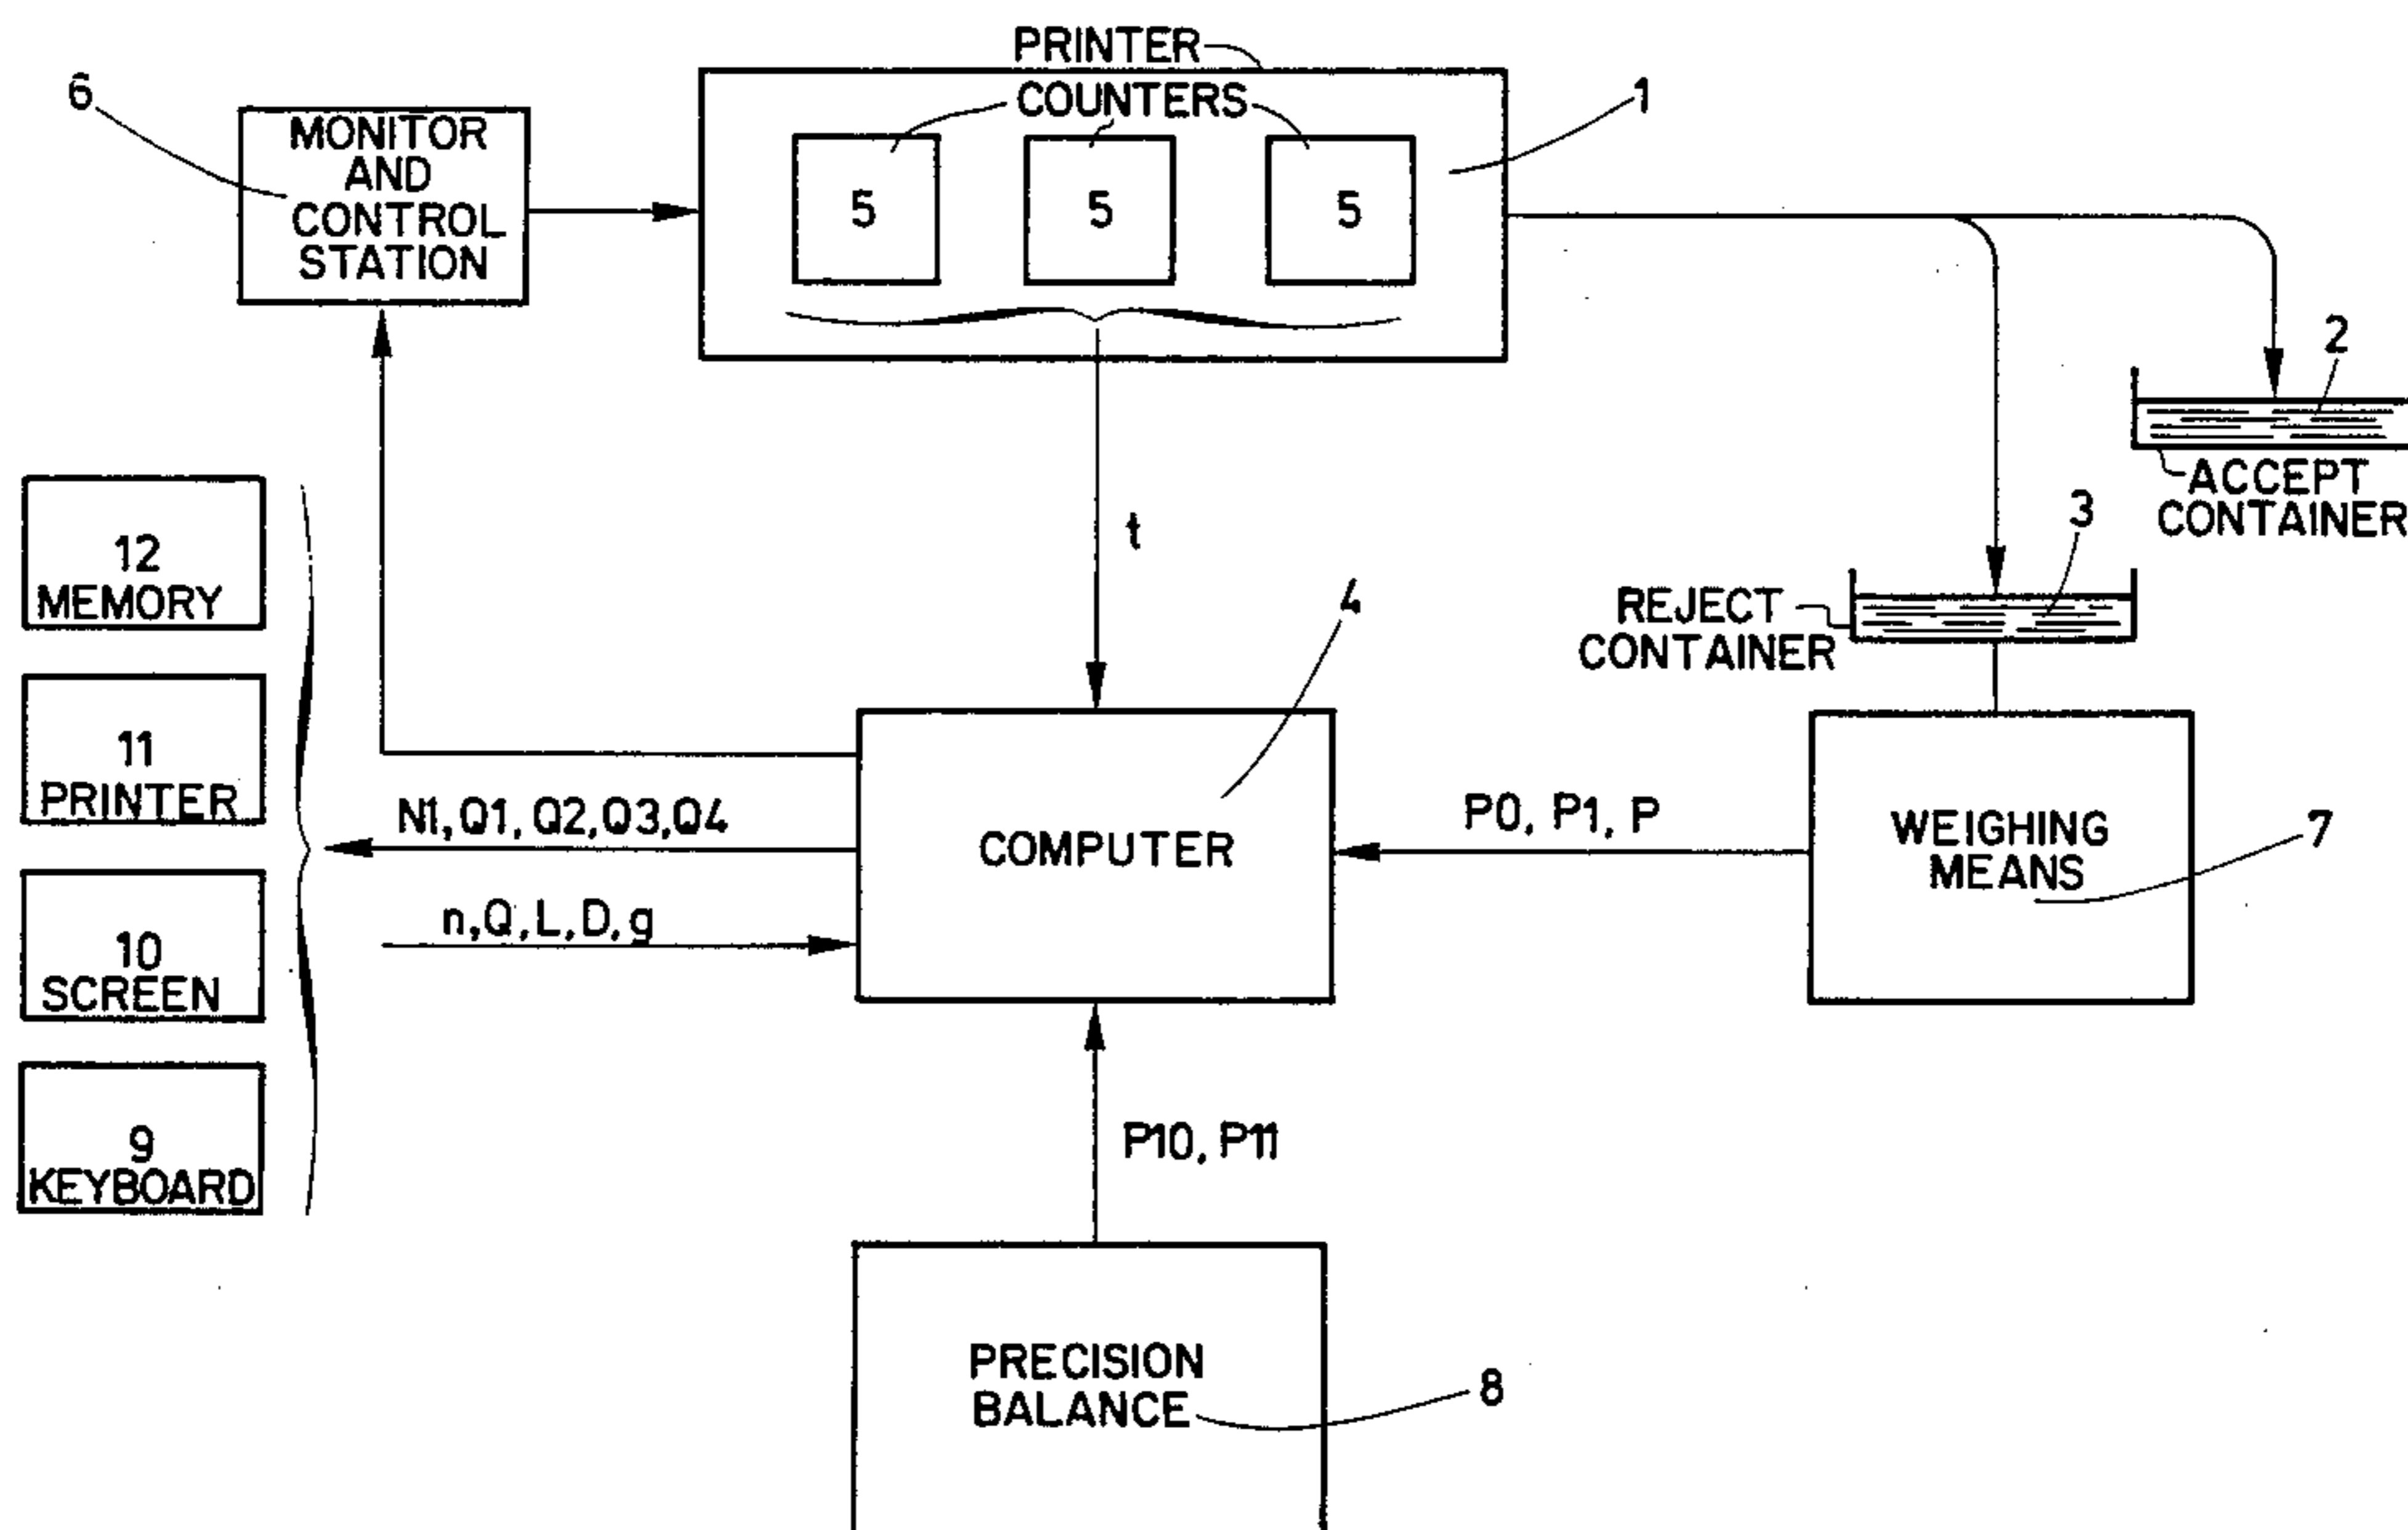 PRINTER
COUNTERS
6
MONITOR
AND
CONTROL
STATION
5
5
5
1
2
ACCEPT
CONTAINER
3
REJECT
CONTAINER
t
4
12
MEMORY
11
PRINTER
10
SCREEN
9
KEYBOARD
N1, Q1, Q2, Q3, Q4
n, Q, L, D, g
COMPUTER
P0, P1, P
WEIGHING
MEANS
7
P10, P11
PRECISION
BALANCE
8